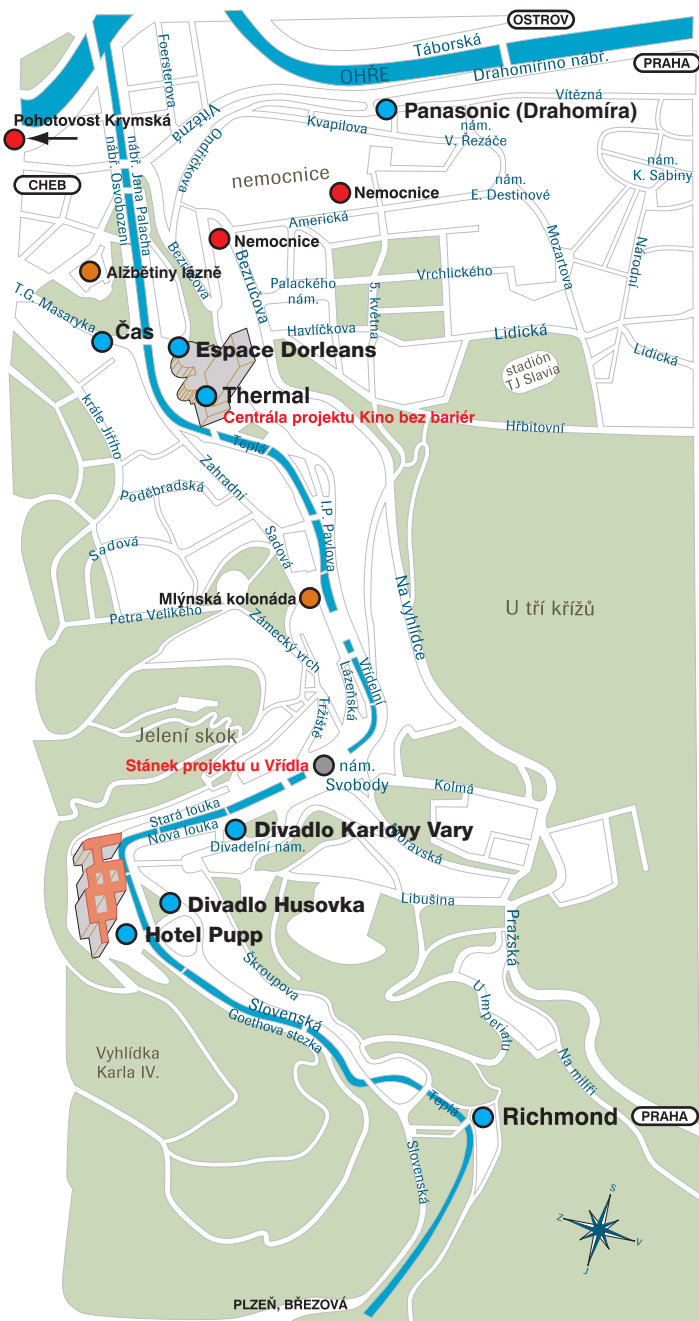 OSTROV
Táborská
OHŘE
Drahomířino nábř.
PRAHA
Foersterova
Vítězná
Vítězná
Panasonic (Drahomíra)
Pohotovost Krymská
Kvapilova
nám.
V. Řezáče
Ondříčkova
nábř. Jana Palacha
nábř. Osvobození
nemocnice
nám.
K. Sabiny
CHEB
Nemocnice
nám.
E. Destinové
Americká
Nemocnice
Mozartova
Národní
Bezručova
Bezručova
Alžbětiny lázně
Palackého
nám.
5. května
Vrchlického
T.G. Masaryka
Čas
Havlíčkova
Lidická
Lidická
Espace Dorleans
stadión
TJ Slavia
Thermal
Centrála projektu Kino bez bariér
Hřbitovní
krále Jiřího
Teplá
Zahradní
Poděbradská
I.P. Pavlova
Sadová
Sadová
Na vyhlídce
Mlýnská kolonáda
U tří křížů
Petra Velikého
Zámecký vrch
Vřídelní
Lázeňská
Tržiště
Jelení skok
Stánek projektu u Vřídla
nám.
Svobody
Kolmá
Stará louka
Nová louka
Divadlo Karlovy Vary
Divadelní nám.
Moravská
Libušina
Divadlo Husovka
Pražská
Hotel Pupp
Škroupova
U Imperialu
Slovenská
Goethova stezka
Vyhlídka
Karla IV.
Na milíři
Teplá
Richmond
PRAHA
Slovenská
S
Z
V
J
PLZEŇ, BŘEZOVÁ